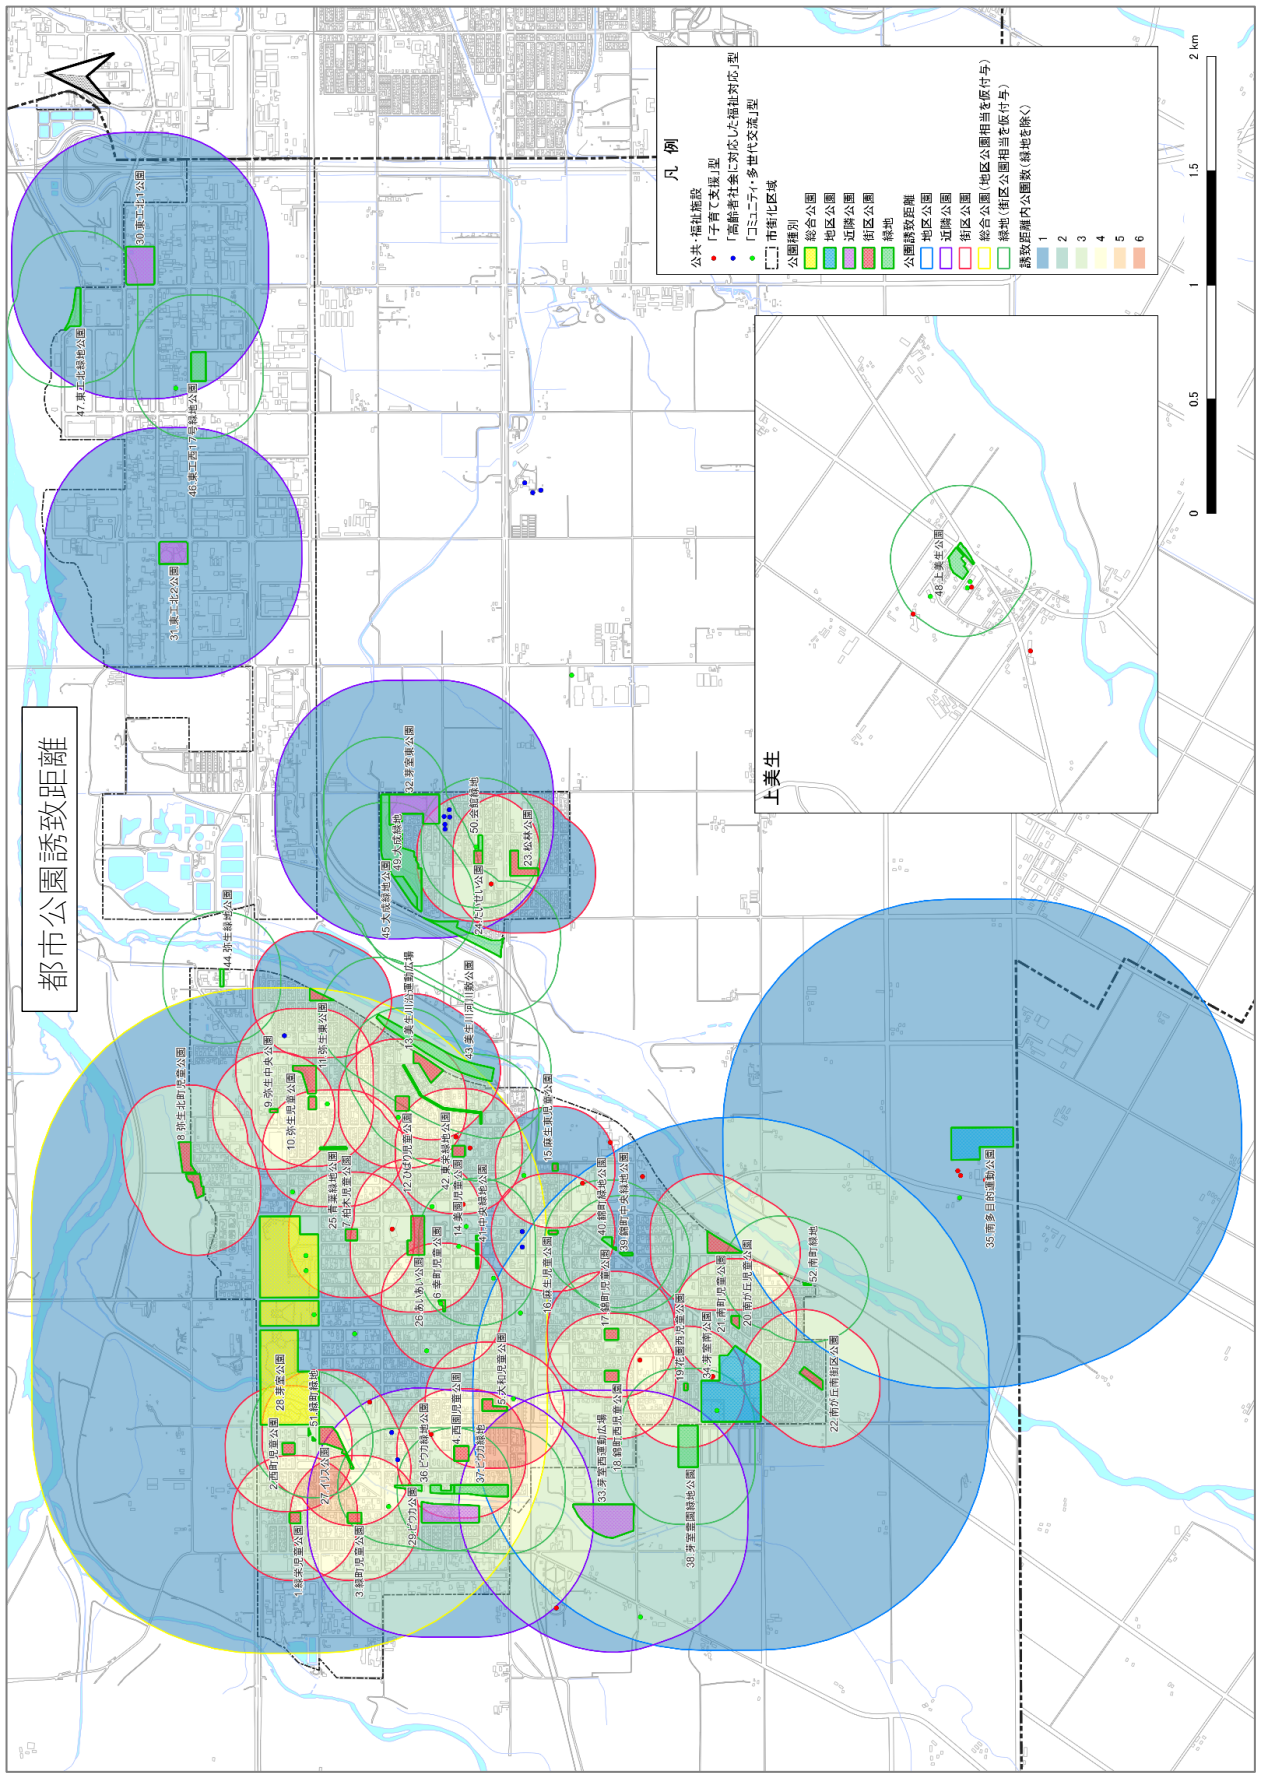 都市公園誘致距離
凡 例
公共・福祉施設
「子育て支援」型
「高齢者社会に対応した福祉対応」型
「コミュニティ・多世代交流」型
市街化区域
公園種別
総合公園
地区公園
近隣公園
街区公園
緑地
公園誘致距離
地区公園
近隣公園
街区公園
総合公園(地区公園相当を仮付与)
緑地(街区公園相当を仮付与)
誘致距離内公園数(緑地を除く)
1
2
3
4
5
6
0
0.5
1
1.5
2 km
上美生
48.上美生公園
30.東工北1公園
47.東工北緑地公園
46.東工西17号緑地公園
31.東工北2公園
32.芽室東公園
49.大成緑地
45.大成緑地公園
50.会館緑地
23.松林公園
24.だいせい公園
44.弥生緑地公園
8.弥生北町児童公園
9.弥生中央公園
10.弥生児童公園
11.弥生東公園
13.美生川沿運動広場
43.美生川河川敷公園
12.ひばり児童公園
42.東栄緑地公園
14.美園児童公園
41.中央緑地公園
15.麻生東児童公園
16.麻生児童公園
25.青葉緑地公園
7.柏木児童公園
26.あいあい公園
6.幸町児童公園
40.錦町緑地公園
39.錦町中央緑地公園
17.錦町児童公園
18.錦町西児童公園
19.花園西児童公園
34.芽室南公園
21.南町児童公園
20.南が丘児童公園
52.南町緑地
22.南が丘南街区公園
35.南多目的運動公園
28.芽室公園
51.緑町緑地
2.西町児童公園
27.アイリス公園
1.緑栄児童公園
3.緑町児童公園
29.ピウカ公園
36.ピウカ緑地公園
4.西園児童公園
37.ピウカ緑地
5.大和児童公園
33.芽室西運動広場
38.芽室霊園緑地公園